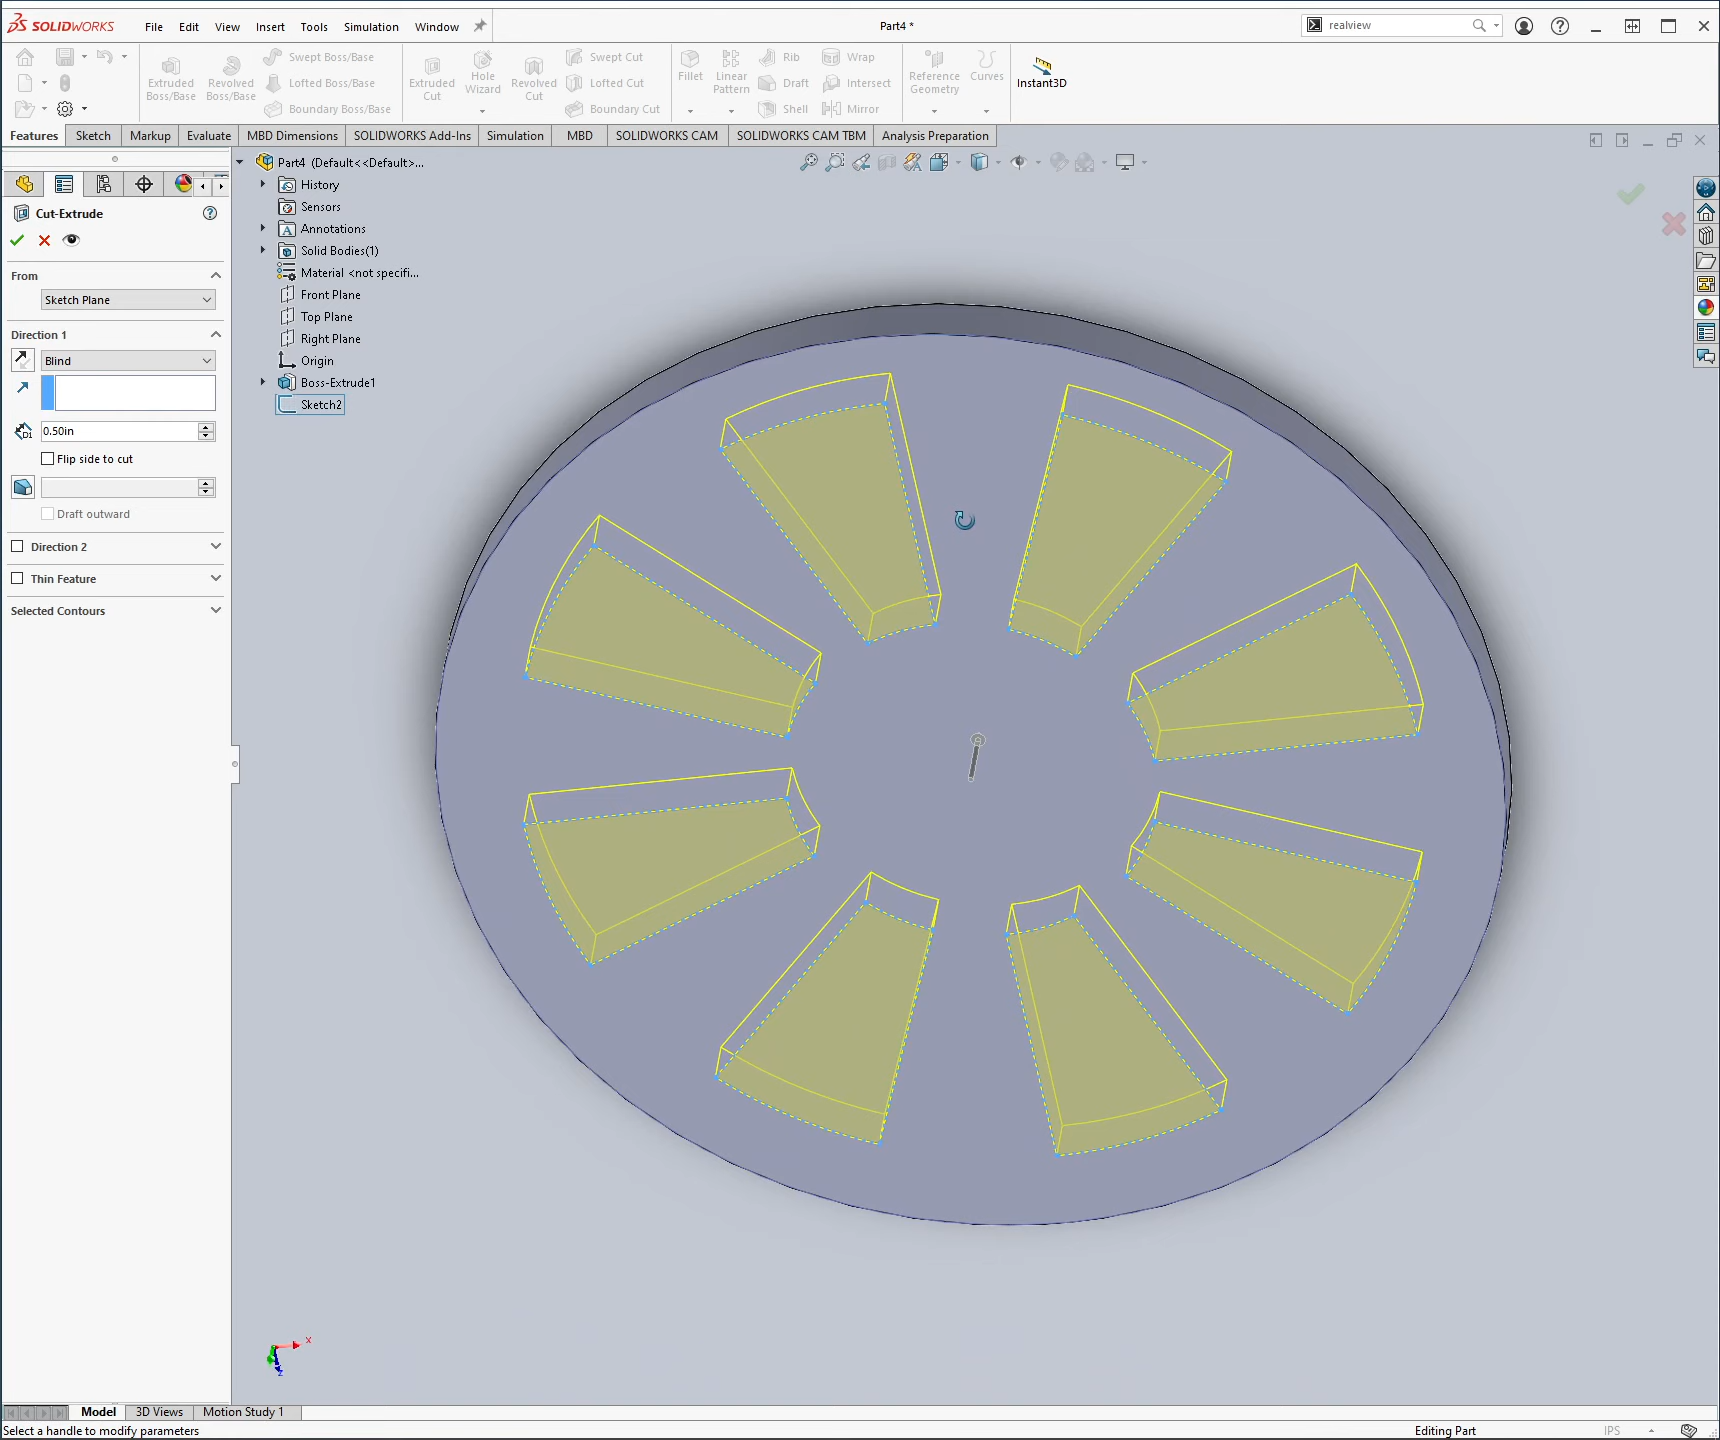 SOLIDWORKS File Edit View Insert Tools Simulation Window Part4 * realview
Extruded Boss/Base
Revolved Boss/Base
Swept Boss/Base
Lofted Boss/Base
Boundary Boss/Base
Extruded Cut
Hole Wizard
Revolved Cut
Swept Cut
Lofted Cut
Boundary Cut
Fillet
Linear Pattern
Rib
Draft
Shell
Wrap
Intersect
Mirror
Reference Geometry
Curves
Instant3D
Features Sketch Markup Evaluate MBD Dimensions SOLIDWORKS Add-Ins Simulation MBD SOLIDWORKS CAM SOLIDWORKS CAM TBM Analysis Preparation
Cut-Extrude
From
Sketch Plane
Direction 1
Blind
D1
0.50in
Flip side to cut
Draft outward
Direction 2
Thin Feature
Selected Contours
Part4 (Default<<Default>...
History
Sensors
A Annotations
Solid Bodies(1)
Material <not specifi...
Front Plane
Top Plane
Right Plane
Origin
Boss-Extrude1
Sketch2
x
z
Model 3D Views Motion Study 1
Select a handle to modify parameters Editing Part IPS